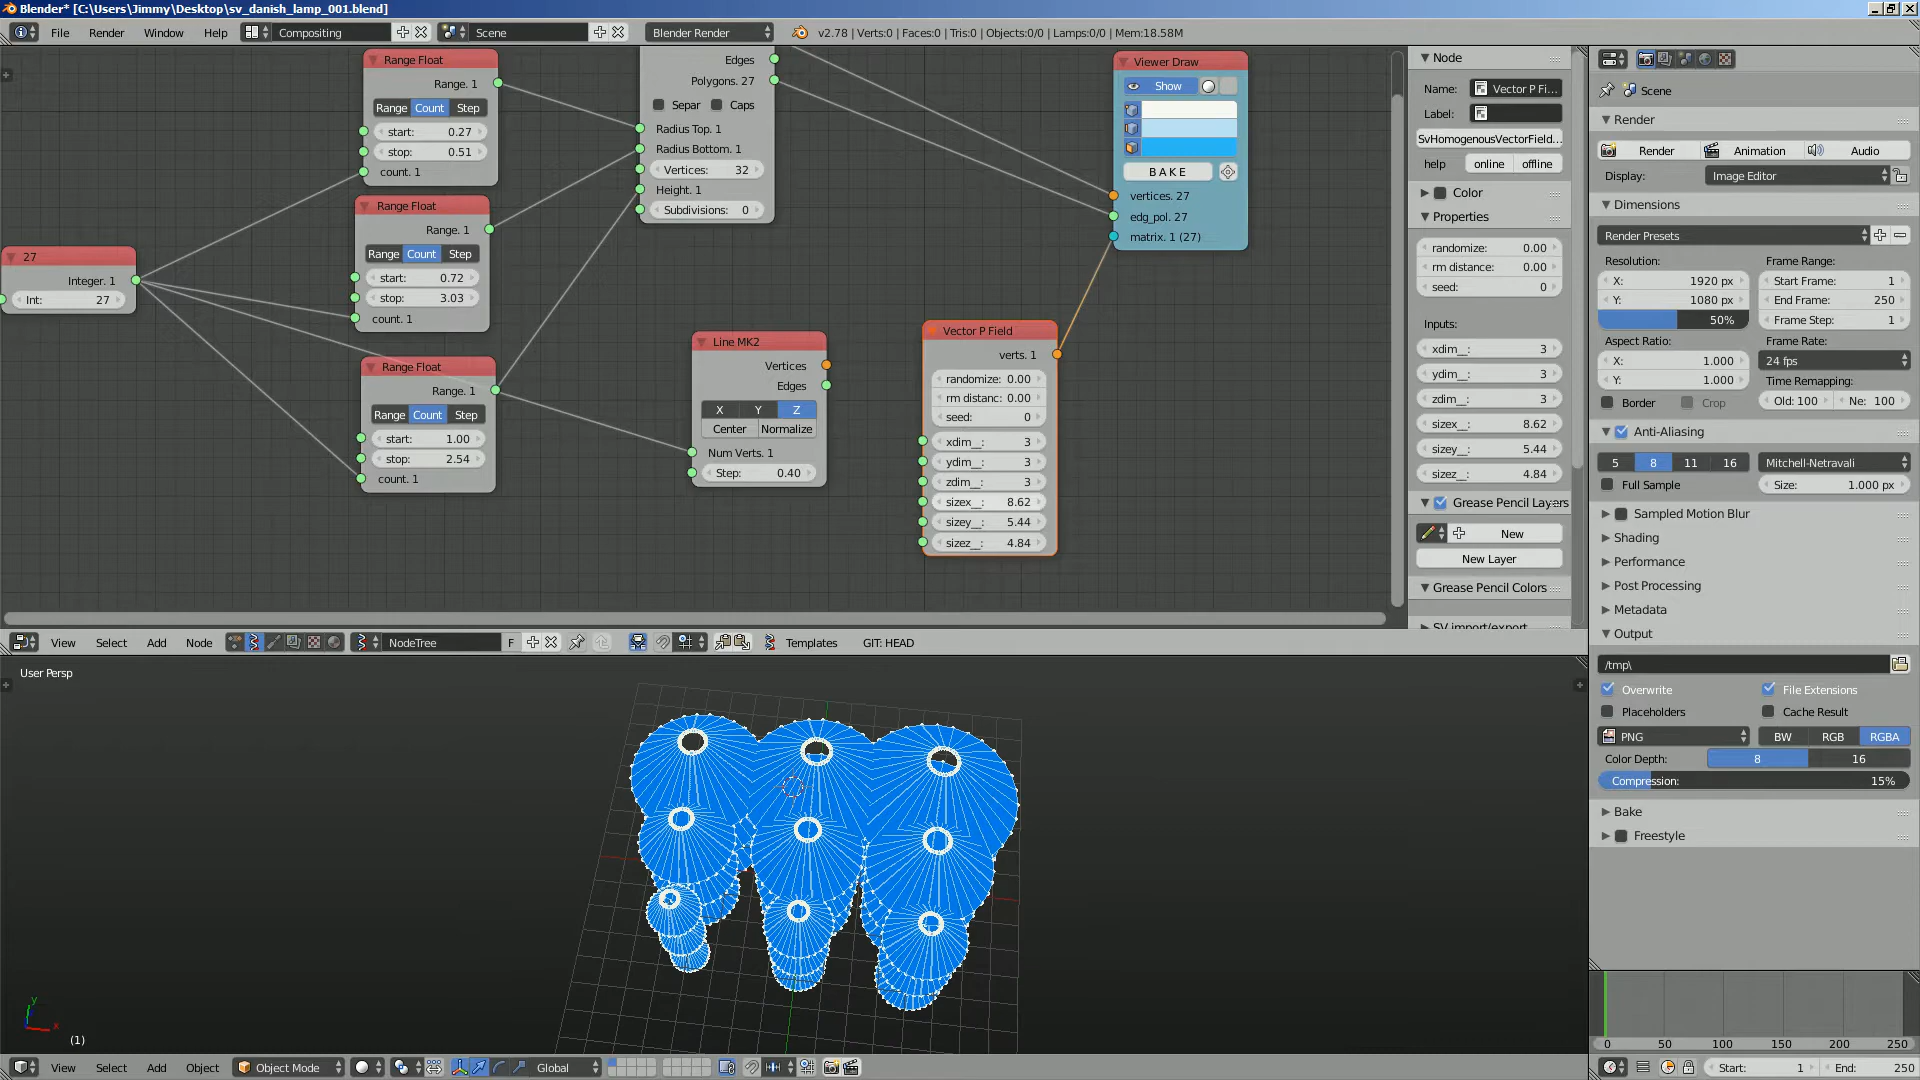 Blender* [C:\Users\Jimmy\Desktop\sv_danish_lamp_001.blend]
File Render Window Help Compositing Scene Blender Render v2.78 | Verts:0 | Faces:0 | Tris:0 | Objects:0/0 | Lamps:0/0 | Mem:18.58M
Range Float
Range. 1
Range Count Step
start: 0.27
stop: 0.51
count. 1
Range Float
Range. 1
Range Count Step
start: 0.72
stop: 3.03
count. 1
27
Integer. 1
Int: 27
Range Float
Range. 1
Range Count Step
start: 1.00
stop: 2.54
count. 1
Edges
Polygons. 27
Separ Caps
Radius Top. 1
Radius Bottom. 1
Vertices: 32
Height. 1
Subdivisions: 0
Line MK2
Vertices
Edges
X Y Z
Center Normalize
Num Verts. 1
Step: 0.40
Vector P Field
verts. 1
randomize: 0.00
rm distanc: 0.00
seed: 0
xdim__: 3
ydim__: 3
zdim__: 3
sizex__: 8.62
sizey__: 5.44
sizez__: 4.84
Viewer Draw
Show
BAKE
vertices. 27
edg_pol. 27
matrix. 1 (27)
Node
Name: Vector P Fi...
Label:
SvHomogenousVectorField...
help online offline
Color
Properties
randomize: 0.00
rm distance: 0.00
seed: 0
Inputs:
xdim__: 3
ydim__: 3
zdim__: 3
sizex__: 8.62
sizey__: 5.44
sizez__: 4.84
Grease Pencil Layers
New
New Layer
Grease Pencil Colors
SV import/export
View Select Add Node NodeTree F Templates GIT: HEAD
User Persp
y
x
(1)
View Select Add Object Object Mode Global
Scene
Render
Render Animation Audio
Display: Image Editor
Dimensions
Render Presets
Resolution: Frame Range:
X: 1920 px Start Frame: 1
Y: 1080 px End Frame: 250
50% Frame Step: 1
Aspect Ratio: Frame Rate:
X: 1.000 24 fps
Y: 1.000 Time Remapping:
Border Crop Old: 100 Ne: 100
Anti-Aliasing
5 8 11 16 Mitchell-Netravali
Full Sample Size: 1.000 px
Sampled Motion Blur
Shading
Performance
Post Processing
Metadata
Output
/tmp\
Overwrite File Extensions
Placeholders Cache Result
PNG BW RGB RGBA
Color Depth: 8 16
Compression: 15%
Bake
Freestyle
0 50 100 150 200 250
Start: 1 End: 250